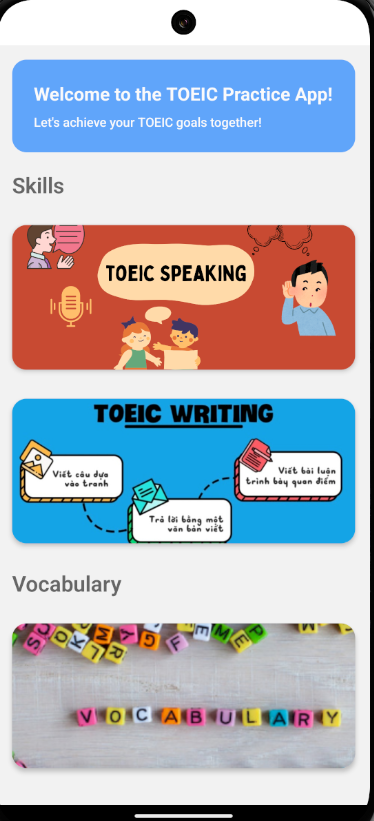 Welcome to the TOEIC Practice App!
Let's achieve your TOEIC goals together!
Skills
TOEIC SPEAKING
TOEIC WRITING
Viết câu dựa
vào tranh
Viết bài luận
trình bày quan điểm
Trả lời bằng một
văn bản viết
Vocabulary
VOCABULARY